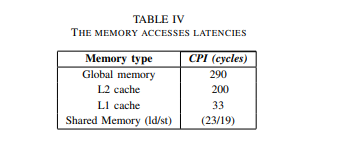 TABLE IV
THE MEMORY ACCESSES LATENCIES
Memory type CPI (cycles)
Global memory 290
L2 cache 200
L1 cache 33
Shared Memory (ld/st) (23/19)